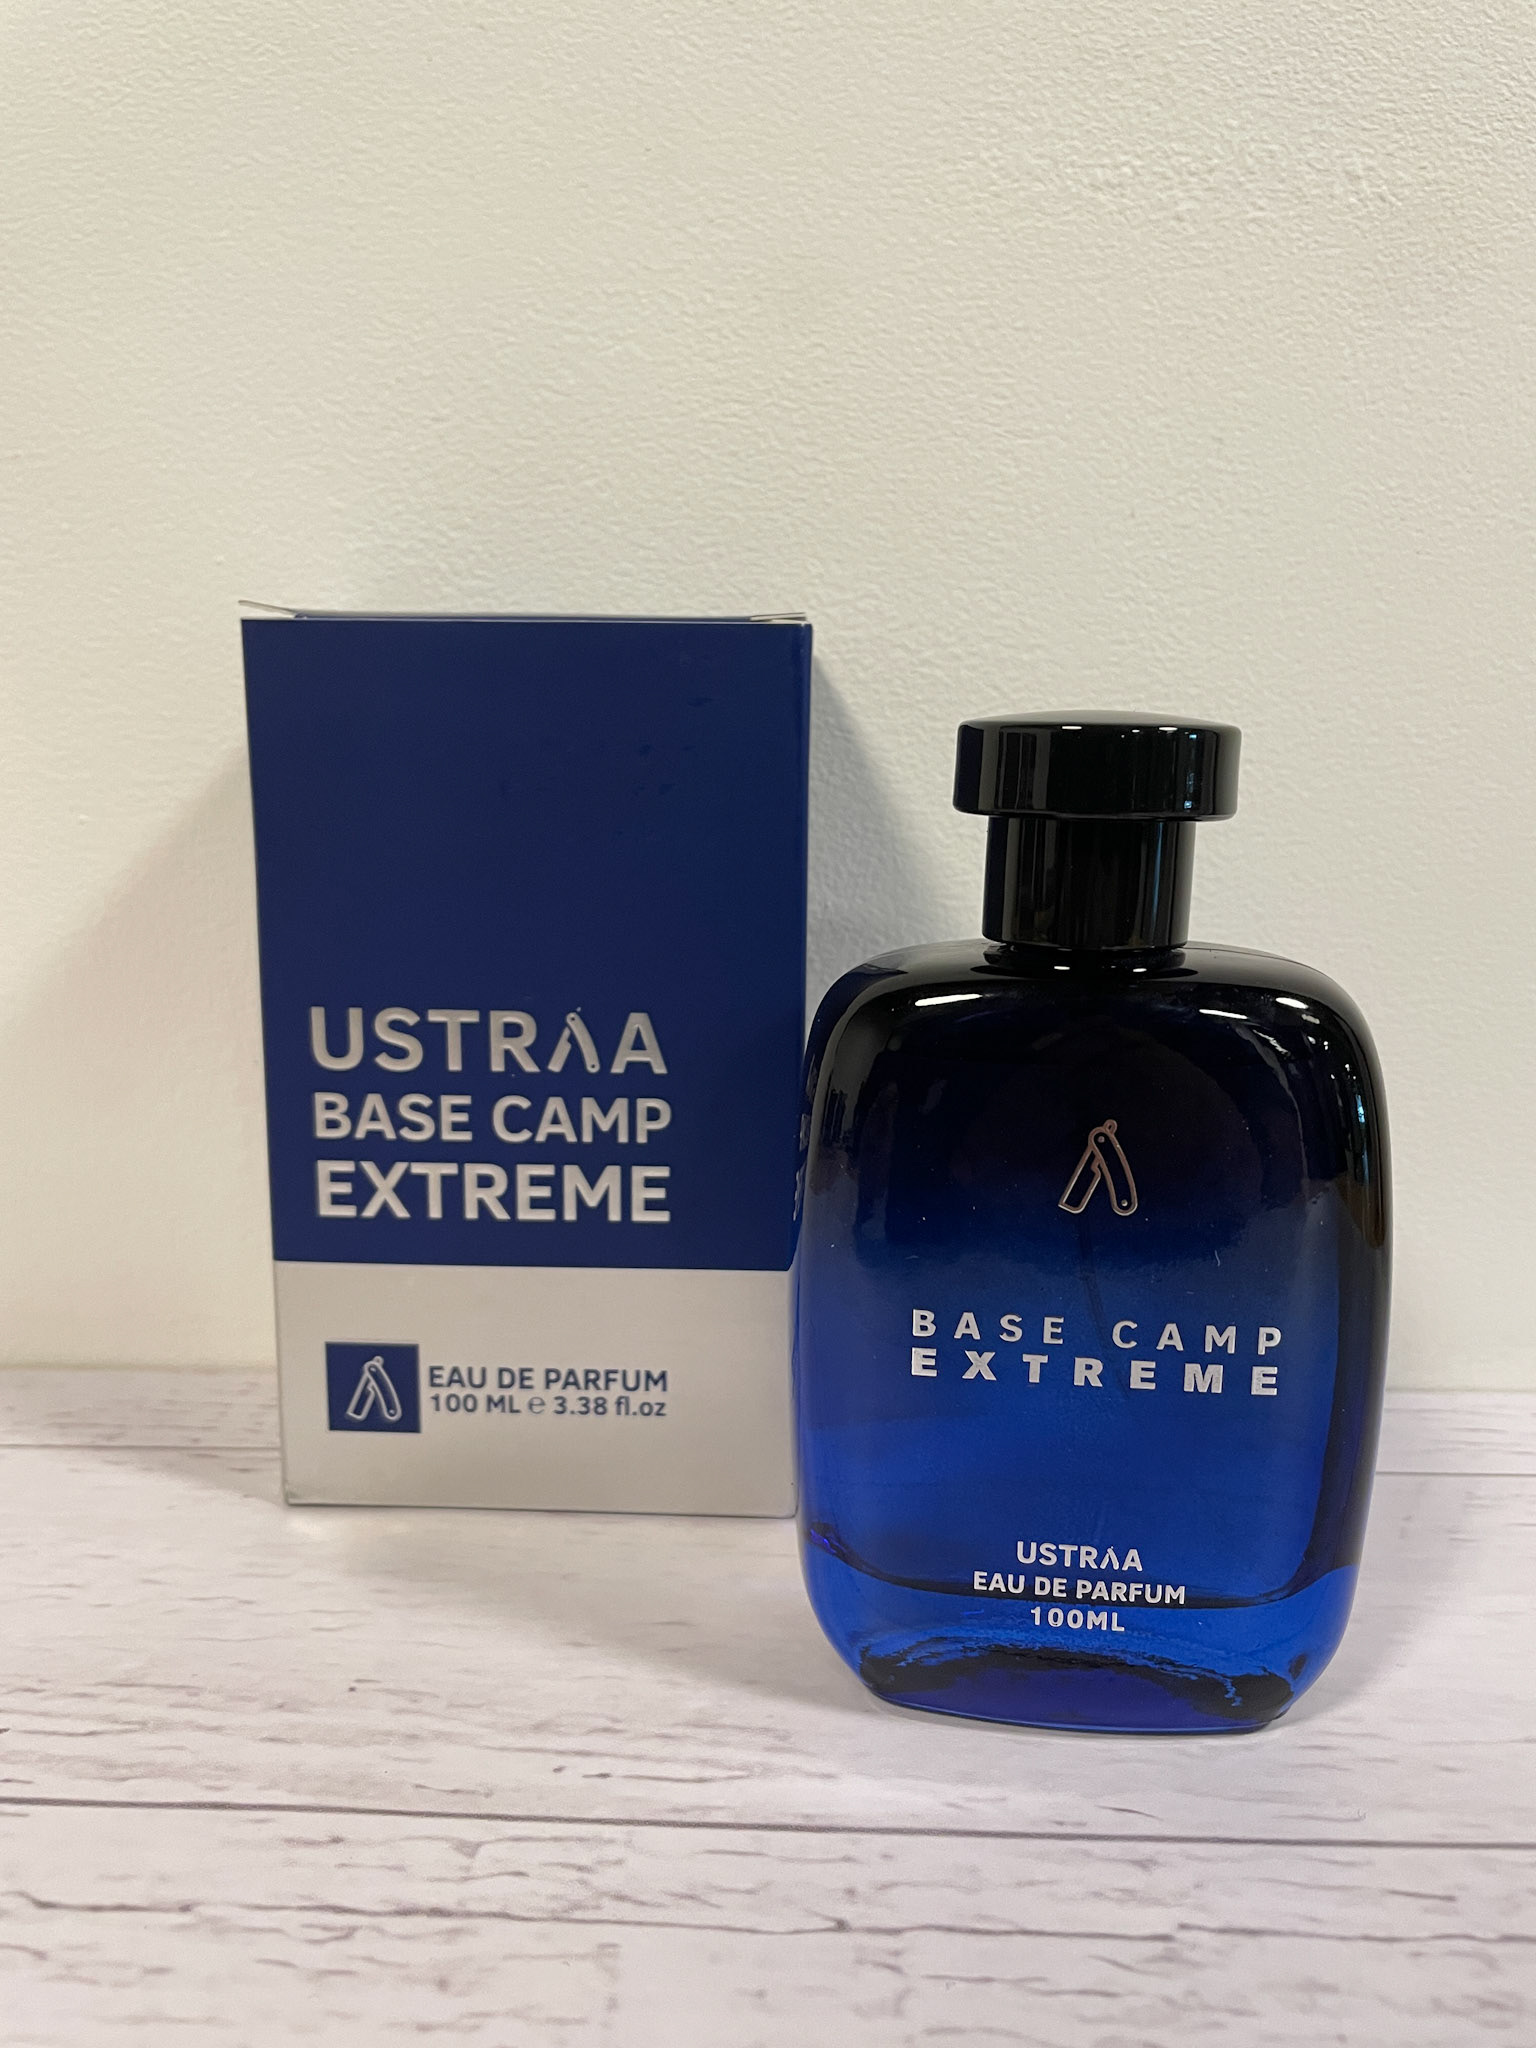 USTRAA
BASE CAMP
EXTREME
EAU DE PARFUM
100 ML ℮ 3.38 fl.oz
BASE CAMP
EXTREME
USTRAA
EAU DE PARFUM
100ML